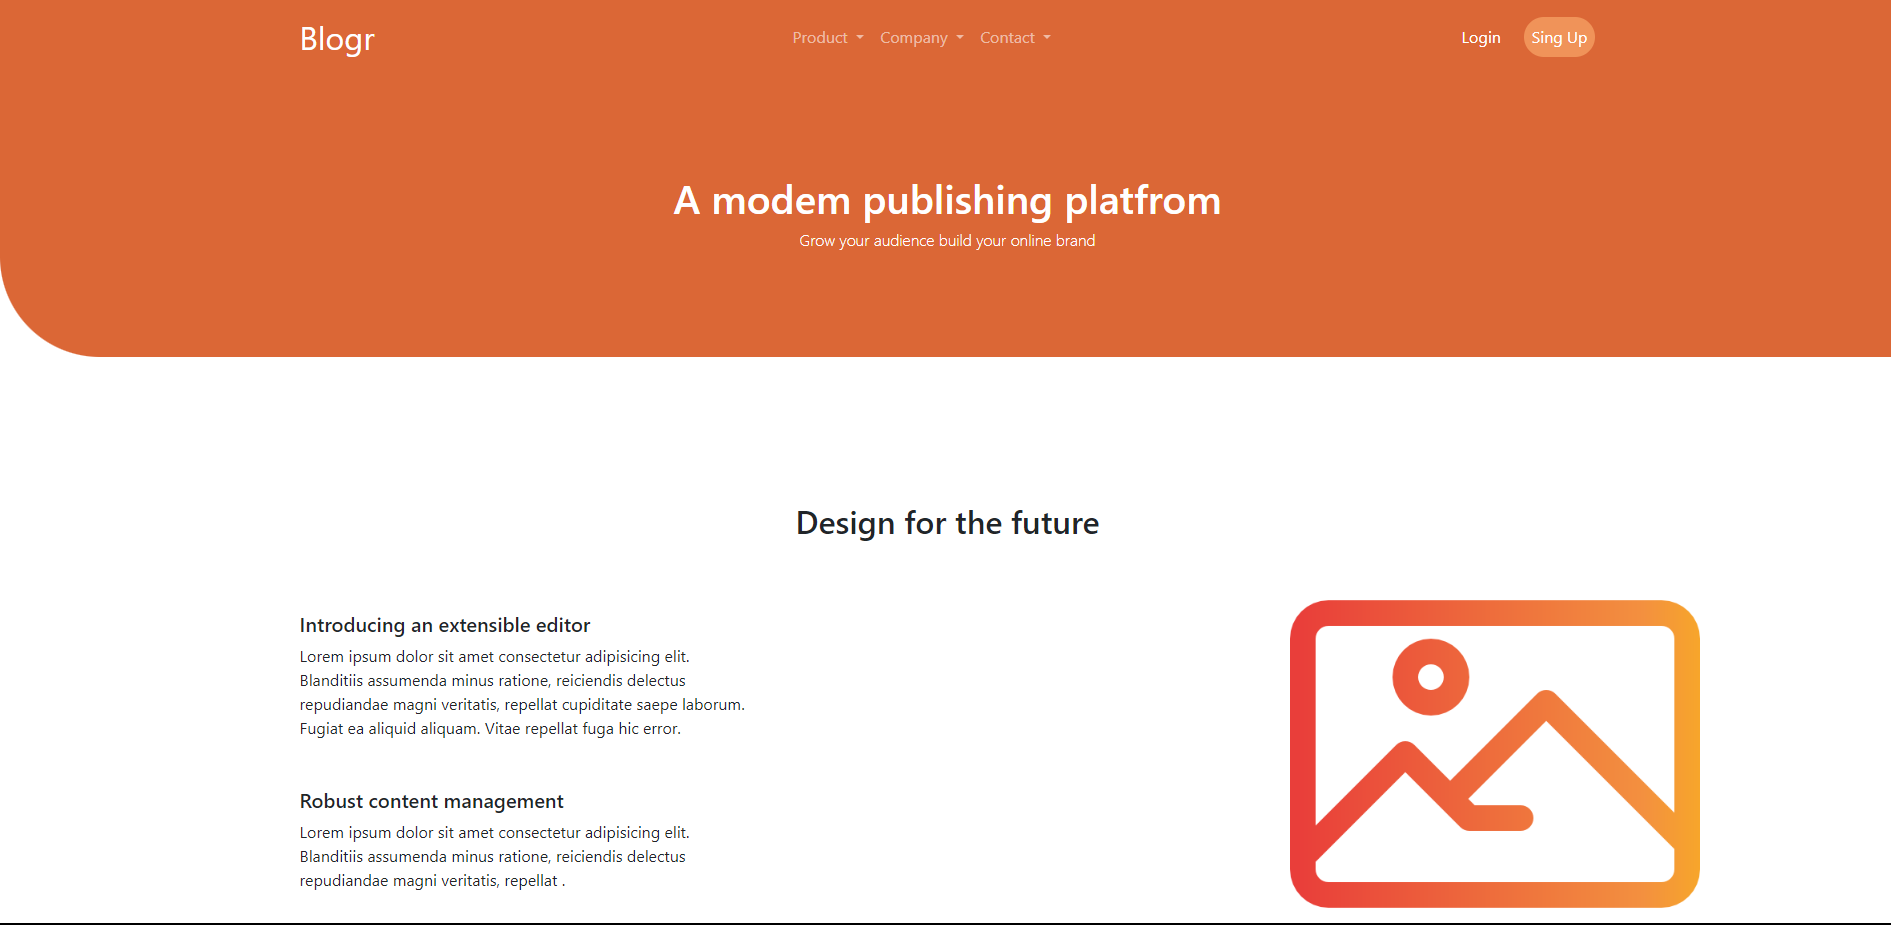 Blogr
Product
Company
Contact
Login
Sing Up
A modem publishing platfrom
Grow your audience build your online brand
Design for the future
Introducing an extensible editor
Lorem ipsum dolor sit amet consectetur adipisicing elit.
Blanditiis assumenda minus ratione, reiciendis delectus
repudiandae magni veritatis, repellat cupiditate saepe laborum.
Fugiat ea aliquid aliquam. Vitae repellat fuga hic error.
Robust content management
Lorem ipsum dolor sit amet consectetur adipisicing elit.
Blanditiis assumenda minus ratione, reiciendis delectus
repudiandae magni veritatis, repellat .